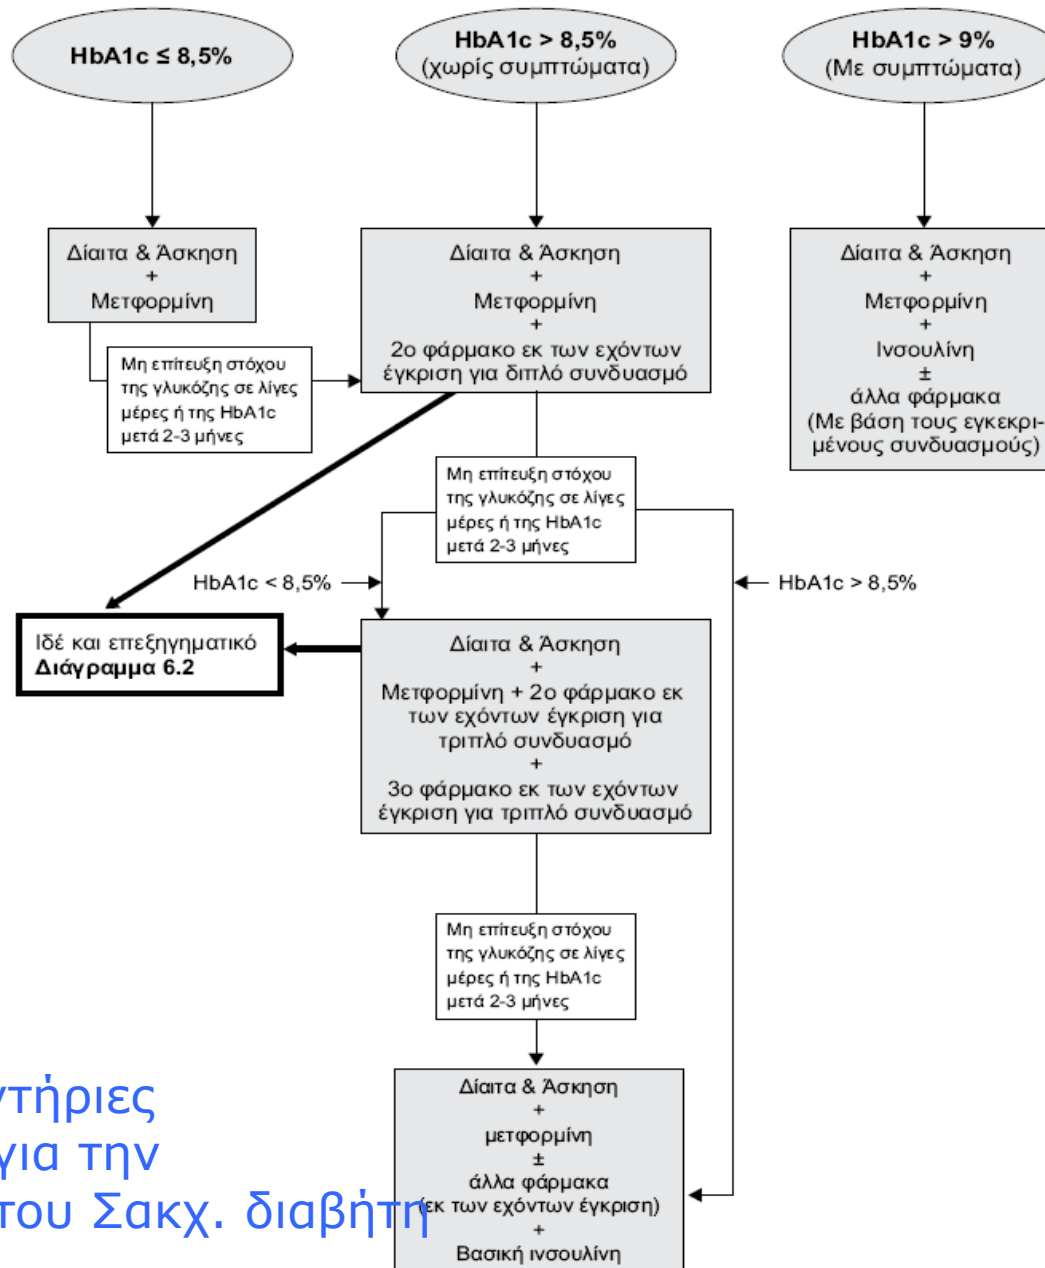 HbA1c ≤ 8,5%
HbA1c > 8,5%
(χωρίς συμπτώματα)
HbA1c > 9%
(Με συμπτώματα)
Δίαιτα & Άσκηση
+
Μετφορμίνη
Δίαιτα & Άσκηση
+
Μετφορμίνη
+
2ο φάρμακο εκ των εχόντων
έγκριση για διπλό συνδυασμό
Δίαιτα & Άσκηση
+
Μετφορμίνη
+
Ινσουλίνη
±
άλλα φάρμακα
(Με βάση τους εγκεκρι-
μένους συνδυασμούς)
Μη επίτευξη στόχου
της γλυκόζης σε λίγες
μέρες ή της HbA1c
μετά 2-3 μήνες
Μη επίτευξη στόχου
της γλυκόζης σε λίγες
μέρες ή της HbA1c
μετά 2-3 μήνες
HbA1c < 8,5%
HbA1c > 8,5%
Ιδέ και επεξηγηματικό
Διάγραμμα 6.2
Δίαιτα & Άσκηση
+
Μετφορμίνη + 2ο φάρμακο εκ
των εχόντων έγκριση για
τριπλό συνδυασμό
+
3ο φάρμακο εκ των εχόντων
έγκριση για τριπλό συνδυασμό
Μη επίτευξη στόχου
της γλυκόζης σε λίγες
μέρες ή της HbA1c
μετά 2-3 μήνες
Δίαιτα & Άσκηση
+
μετφορμίνη
±
άλλα φάρμακα
(εκ των εχόντων έγκριση)
+
Βασική ινσουλίνη
ντήριες
για την
του Σακχ. διαβήτη